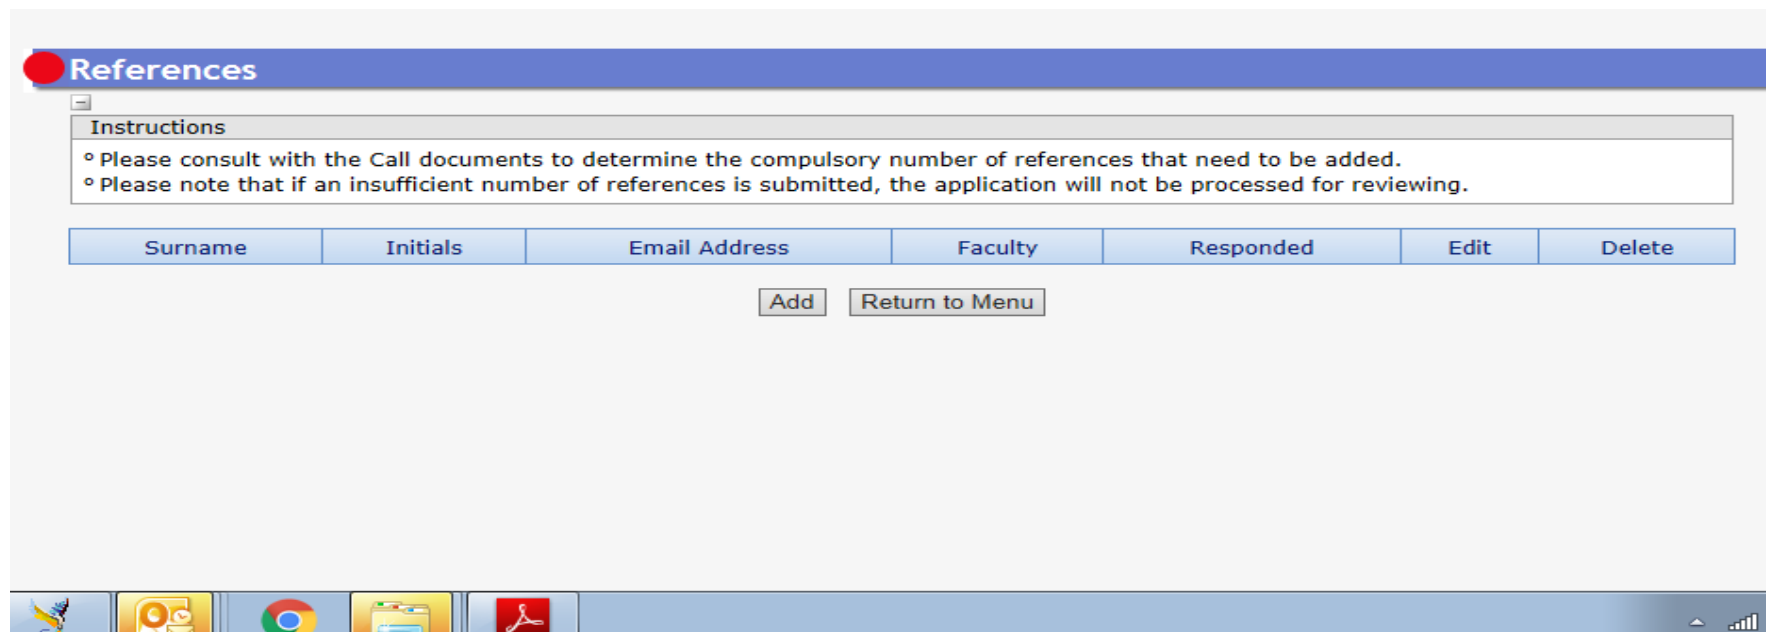 References
Instructions
° Please consult with the Call documents to determine the compulsory number of references that need to be added.
° Please note that if an insufficient number of references is submitted, the application will not be processed for reviewing.
Surname Initials Email Address Faculty Responded Edit Delete
Add Return to Menu